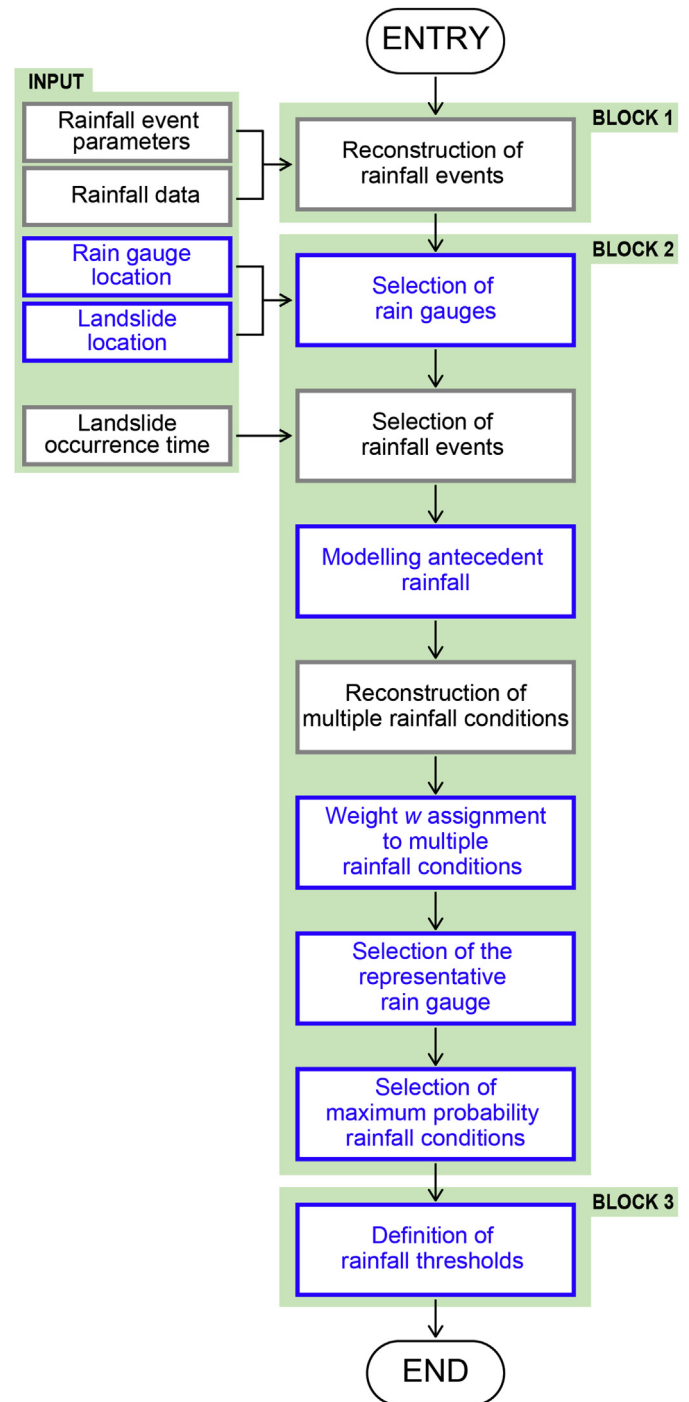 ENTRY
INPUT
Rainfall event
parameters
Rainfall data
Rain gauge
location
Landslide
location
Landslide
occurrence time
BLOCK 1
Reconstruction of
rainfall events
BLOCK 2
Selection of
rain gauges
Selection of
rainfall events
Modelling antecedent
rainfall
Reconstruction of
multiple rainfall conditions
Weight w assignment
to multiple
rainfall conditions
Selection of the
representative
rain gauge
Selection of
maximum probability
rainfall conditions
BLOCK 3
Definition of
rainfall thresholds
END